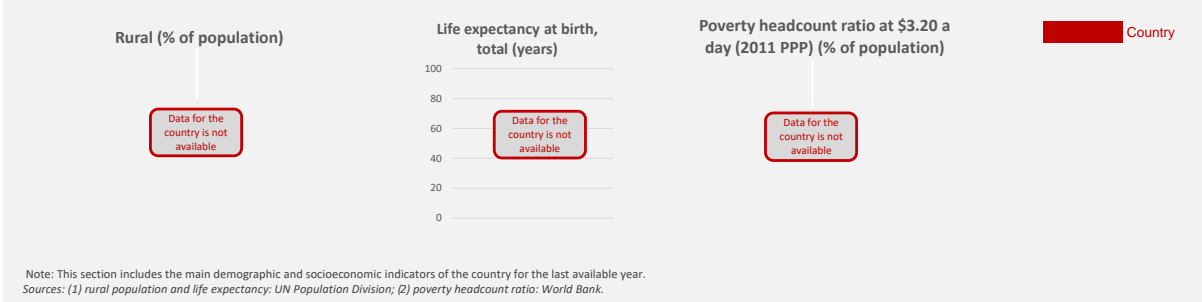 Rural (% of population)
Data for the
country is not
available
Life expectancy at birth,
total (years)
100
80
60
40
20
0
Data for the
country is not
available
Poverty headcount ratio at $3.20 a
day (2011 PPP) (% of population)
Data for the
country is not
available
Country
Note: This section includes the main demographic and socioeconomic indicators of the country for the last available year.
Sources: (1) rural population and life expectancy: UN Population Division; (2) poverty headcount ratio: World Bank.